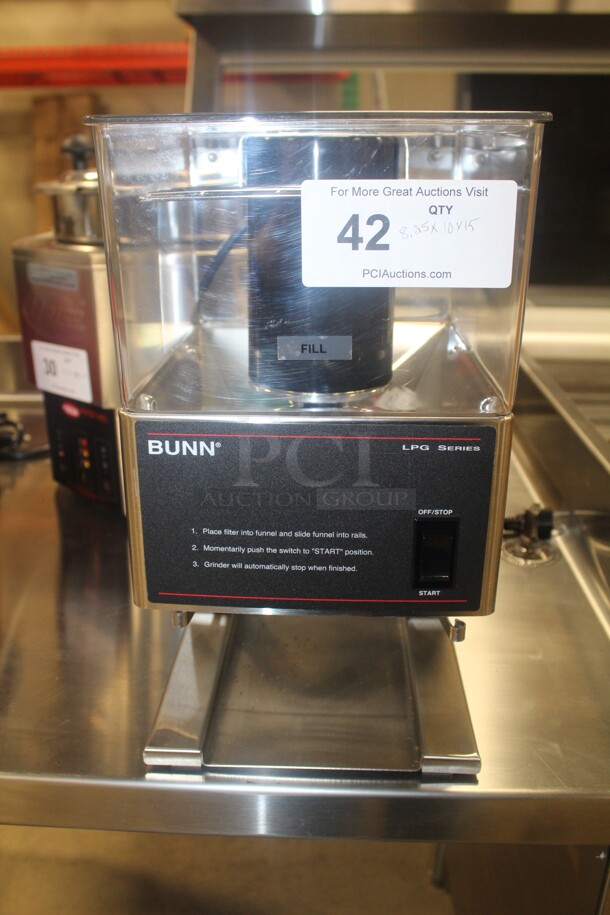 For More Great Auctions Visit
QTY
42 8.25x10x15
PCIAuctions.com
FILL
30
BUNN® LPG SERIES
PCI
AUCTION GROUP
OFF/STOP
1. Place filter into funnel and slide funnel into rails.
2. Momentarily push the switch to "START" position.
3. Grinder will automatically stop when finished.
START